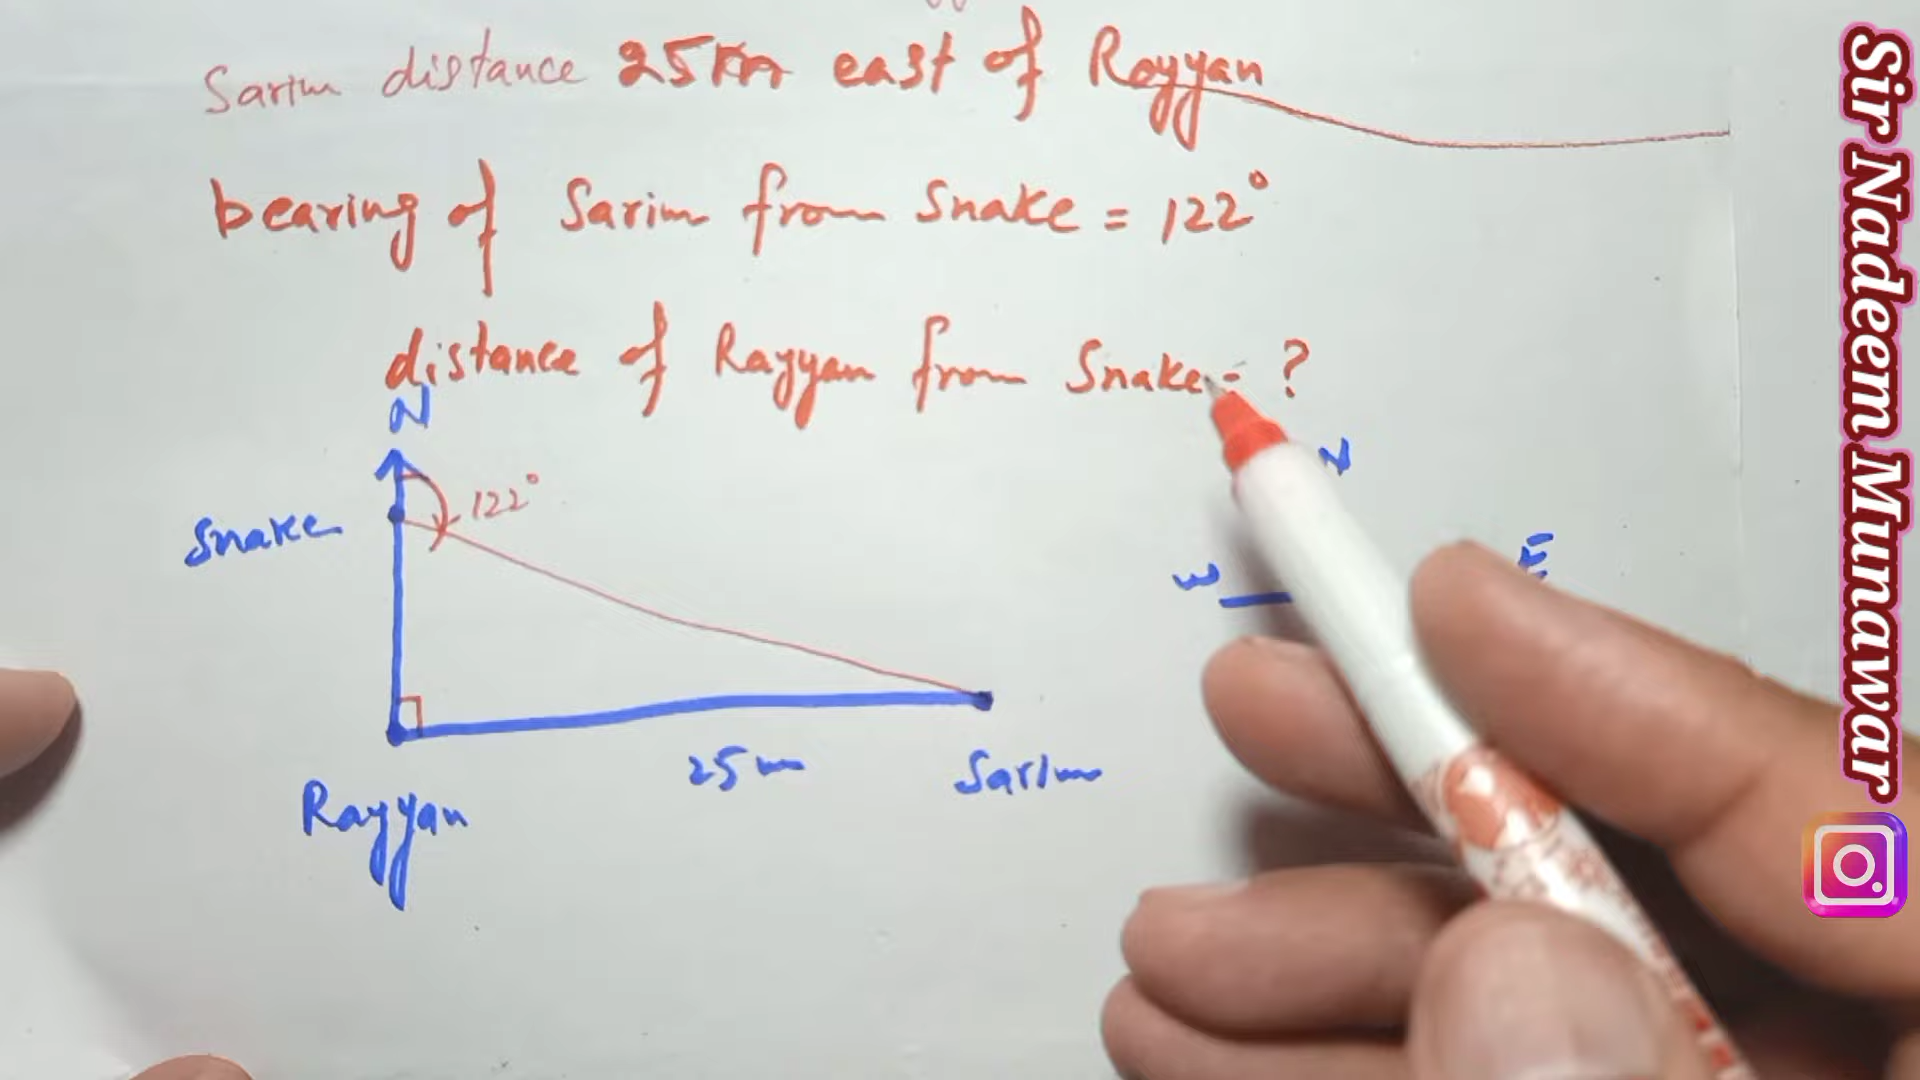 Sarim distance 25Km east of Rayyan
bearing of Sarim from Snake = 122°
distance of Rayyan from Snake = ?
N
122°
Snake
N
W
E
25 m
Sarim
Rayyan
Sir Nadeem Munawar